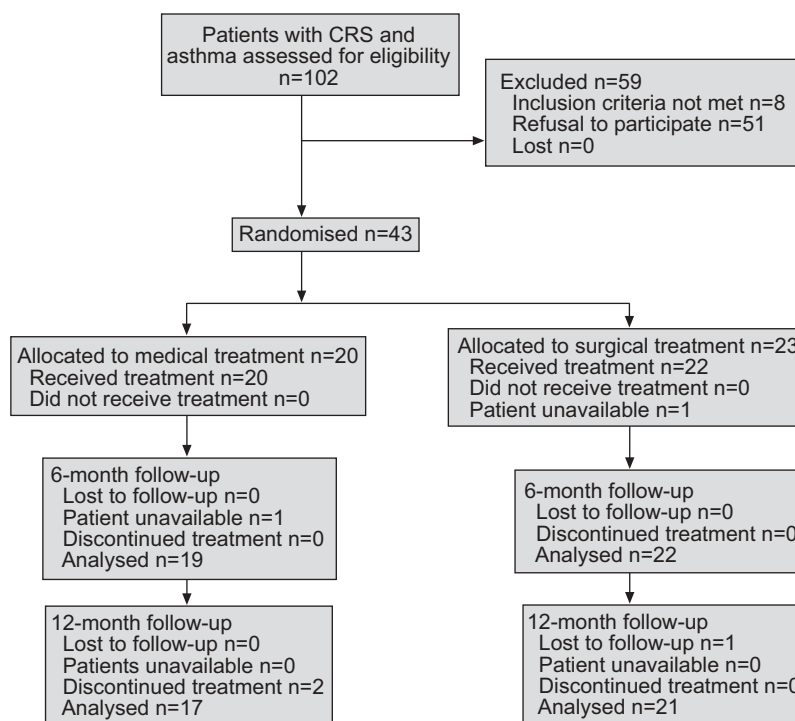 Patients with CRS and
asthma assessed for eligibility
n=102
Excluded n=59
Inclusion criteria not met n=8
Refusal to participate n=51
Lost n=0
Randomised n=43
Allocated to medical treatment n=20
Received treatment n=20
Did not receive treatment n=0
Allocated to surgical treatment n=23
Received treatment n=22
Did not receive treatment n=0
Patient unavailable n=1
6-month follow-up
Lost to follow-up n=0
Patient unavailable n=1
Discontinued treatment n=0
Analysed n=19
6-month follow-up
Lost to follow-up n=0
Discontinued treatment n=0
Analysed n=22
12-month follow-up
Lost to follow-up n=0
Patients unavailable n=0
Discontinued treatment n=2
Analysed n=17
12-month follow-up
Lost to follow-up n=1
Patient unavailable n=0
Discontinued treatment n=0
Analysed n=21